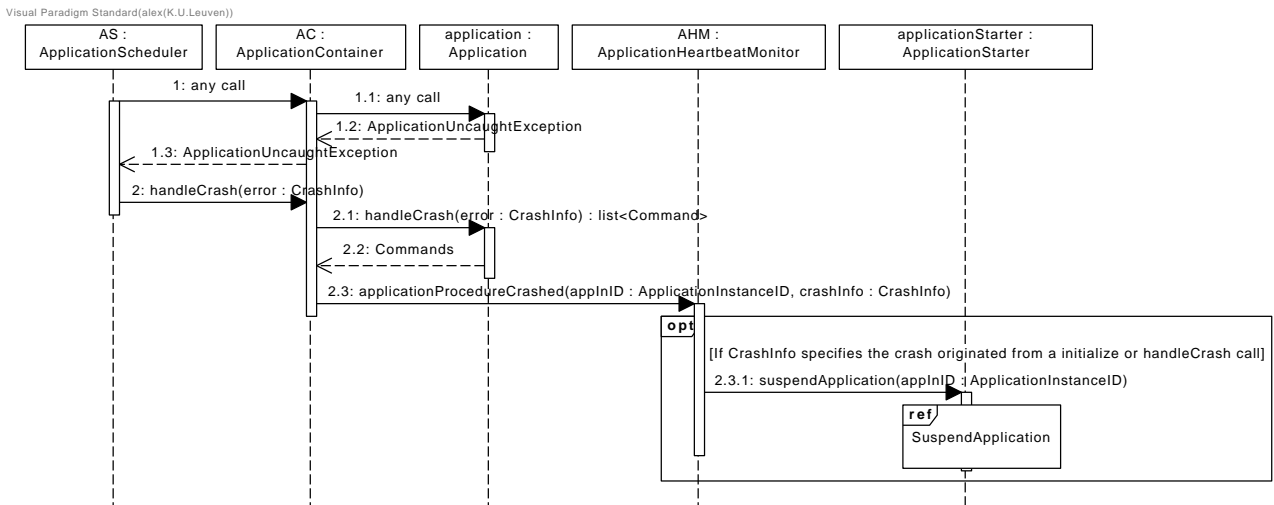 Visual Paradigm Standard(alex(K.U.Leuven))
AS :
ApplicationScheduler
AC :
ApplicationContainer
application :
Application
AHM :
ApplicationHeartbeatMonitor
applicationStarter :
ApplicationStarter
1: any call
1.1: any call
1.2: ApplicationUncaughtException
1.3: ApplicationUncaughtException
2: handleCrash(error : CrashInfo)
2.1: handleCrash(error : CrashInfo) : list<Command>
2.2: Commands
2.3: applicationProcedureCrashed(appInID : ApplicationInstanceID, crashInfo : CrashInfo)
opt
[If CrashInfo specifies the crash originated from a initialize or handleCrash call]
2.3.1: suspendApplication(appInID : ApplicationInstanceID)
ref
SuspendApplication